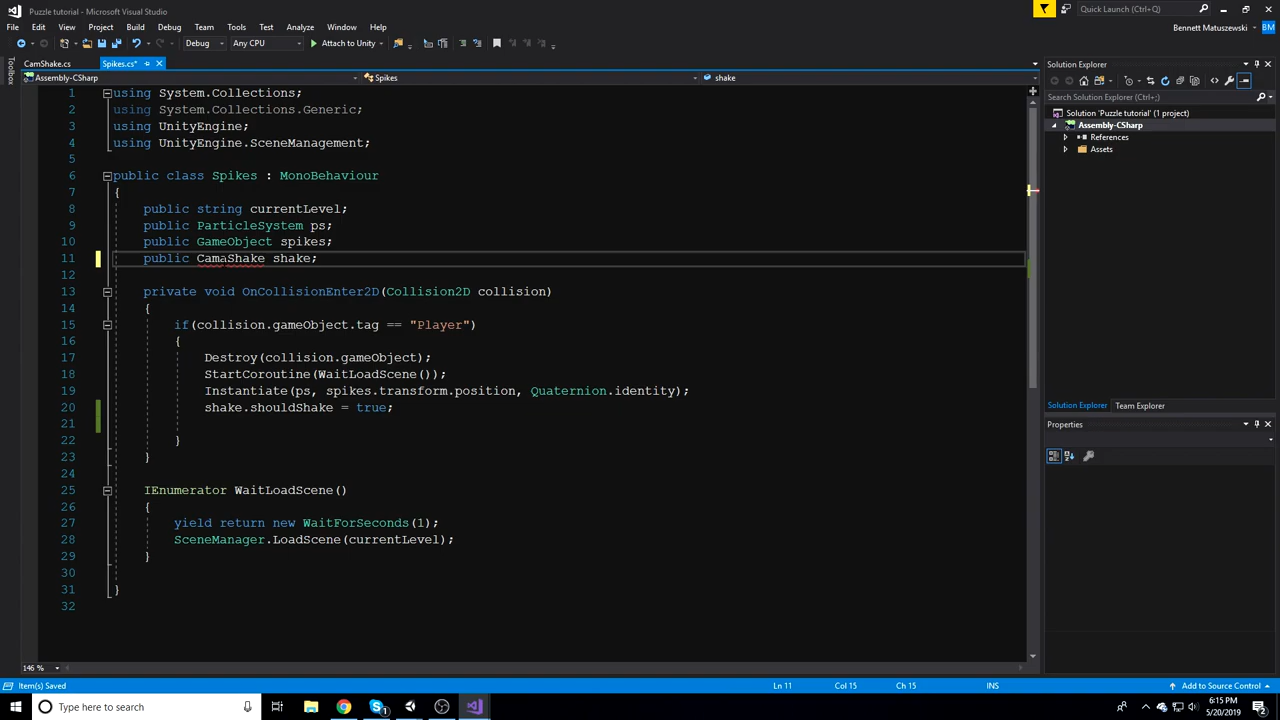 Puzzle tutorial - Microsoft Visual Studio
Quick Launch (Ctrl+Q)
File Edit View Project Build Debug Team Tools Test Analyze Window Help
Bennett Matuszewski
BM
Debug Any CPU Attach to Unity
Toolbox
CamShake.cs Spikes.cs*
Assembly-CSharp Spikes shake
1 using System.Collections;
2 using System.Collections.Generic;
3 using UnityEngine;
4 using UnityEngine.SceneManagement;
5
6 public class Spikes : MonoBehaviour
7 {
8 public string currentLevel;
9 public ParticleSystem ps;
10 public GameObject spikes;
11 public CamaShake shake;
12
13 private void OnCollisionEnter2D(Collision2D collision)
14 {
15 if(collision.gameObject.tag == "Player")
16 {
17 Destroy(collision.gameObject);
18 StartCoroutine(WaitLoadScene());
19 Instantiate(ps, spikes.transform.position, Quaternion.identity);
20 shake.shouldShake = true;
21
22 }
23 }
24
25 IEnumerator WaitLoadScene()
26 {
27 yield return new WaitForSeconds(1);
28 SceneManager.LoadScene(currentLevel);
29 }
30
31 }
32
146 %
Solution Explorer
Search Solution Explorer (Ctrl+;)
Solution 'Puzzle tutorial' (1 project)
Assembly-CSharp
References
Assets
Solution Explorer Team Explorer
Properties
Item(s) Saved Ln 11 Col 15 Ch 15 INS Add to Source Control
Type here to search
6:15 PM
5/20/2019